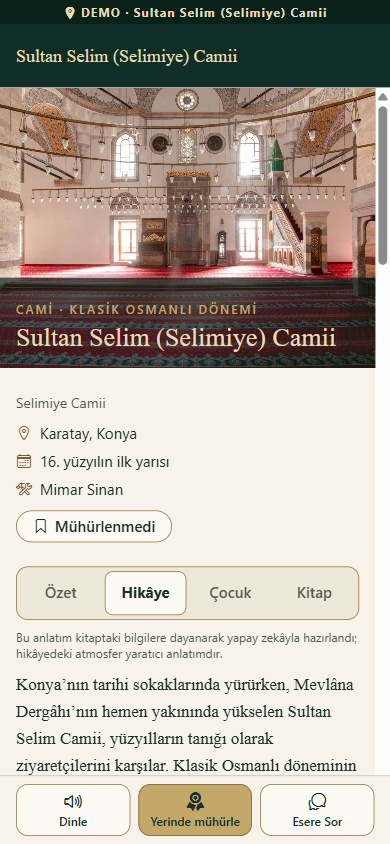 DEMO · Sultan Selim (Selimiye) Camii
Sultan Selim (Selimiye) Camii
CAMİ · KLASİK OSMANLI DÖNEMİ
Sultan Selim (Selimiye) Camii
Selimiye Camii
Karatay, Konya
16. yüzyılın ilk yarısı
Mimar Sinan
Mühürlenmedi
Özet Hikâye Çocuk Kitap
Bu anlatım kitaptaki bilgilere dayanarak yapay zekâyla hazırlandı;
hikâyedeki atmosfer yaratıcı anlatımdır.
Konya’nın tarihi sokaklarında yürürken, Mevlâna
Dergâhı’nın hemen yakınında yükselen Sultan
Selim Camii, yüzyılların tanığı olarak
ziyaretçilerini karşılar. Klasik Osmanlı döneminin
Dinle Yerinde mühürle Esere Sor